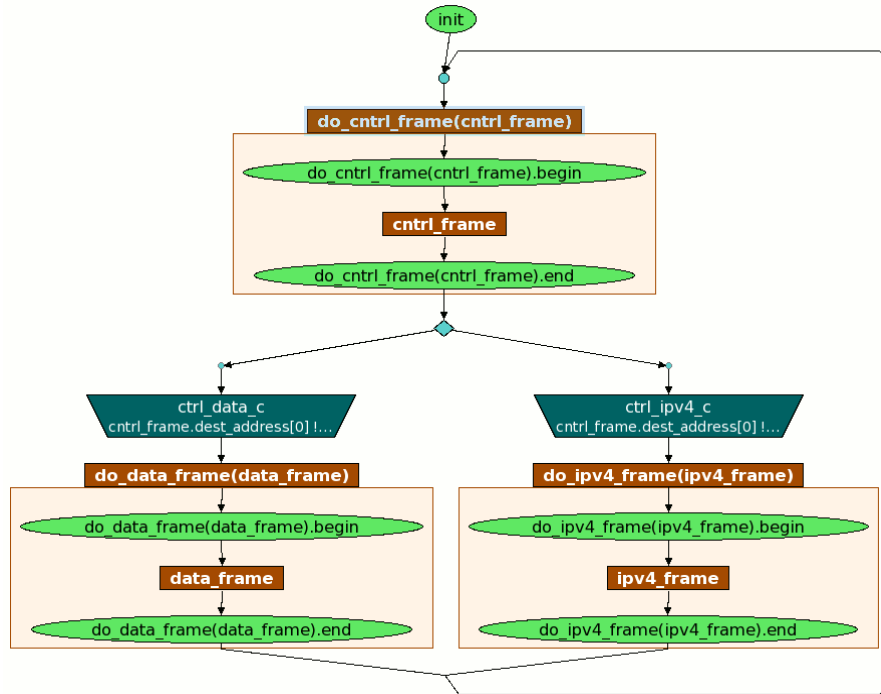 init
do_cntrl_frame(cntrl_frame)
do_cntrl_frame(cntrl_frame).begin
cntrl_frame
do_cntrl_frame(cntrl_frame).end
ctrl_data_c
cntrl_frame.dest_address[0] !...
do_data_frame(data_frame)
do_data_frame(data_frame).begin
data_frame
do_data_frame(data_frame).end
ctrl_ipv4_c
cntrl_frame.dest_address[0] !...
do_ipv4_frame(ipv4_frame)
do_ipv4_frame(ipv4_frame).begin
ipv4_frame
do_ipv4_frame(ipv4_frame).end